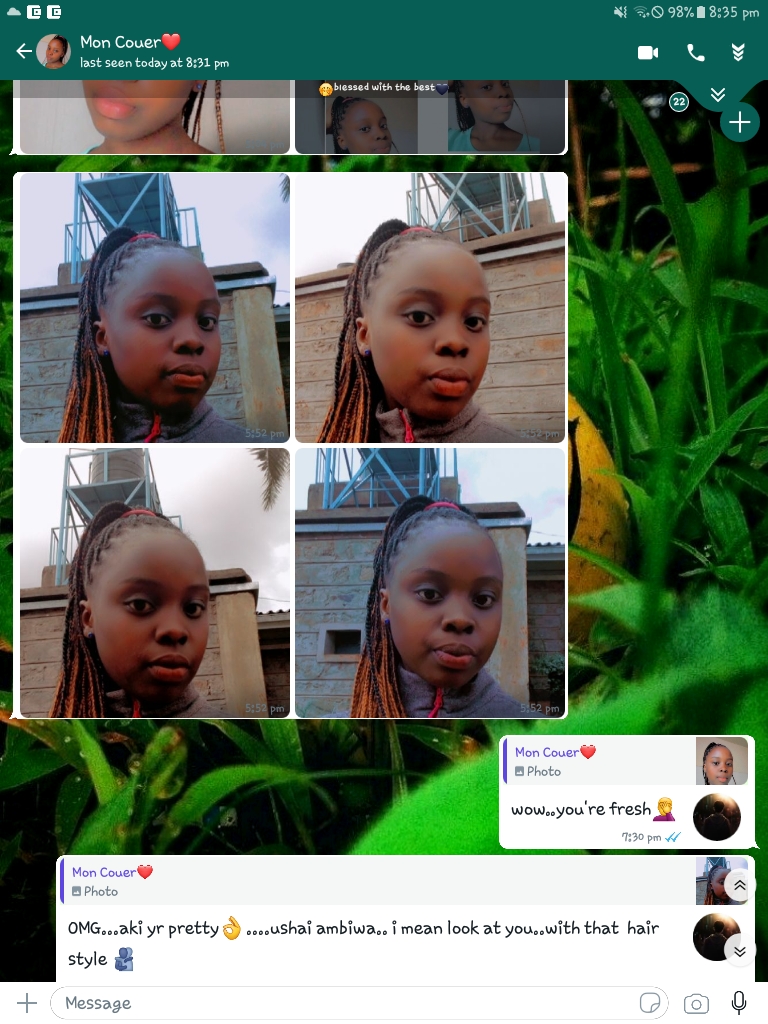 98% 8:35 pm
Mon Couer❤️
last seen today at 8:31 pm
🤭blessed with the best🖤
22
5:52 pm
5:52 pm
5:52 pm
5:52 pm
Mon Couer❤️
Photo
wow..you're fresh🤦
7:30 pm
Mon Couer❤️
Photo
OMG...aki yr pretty👌....ushai ambiwa.. i mean look at you..with that hair
style🫂
Message